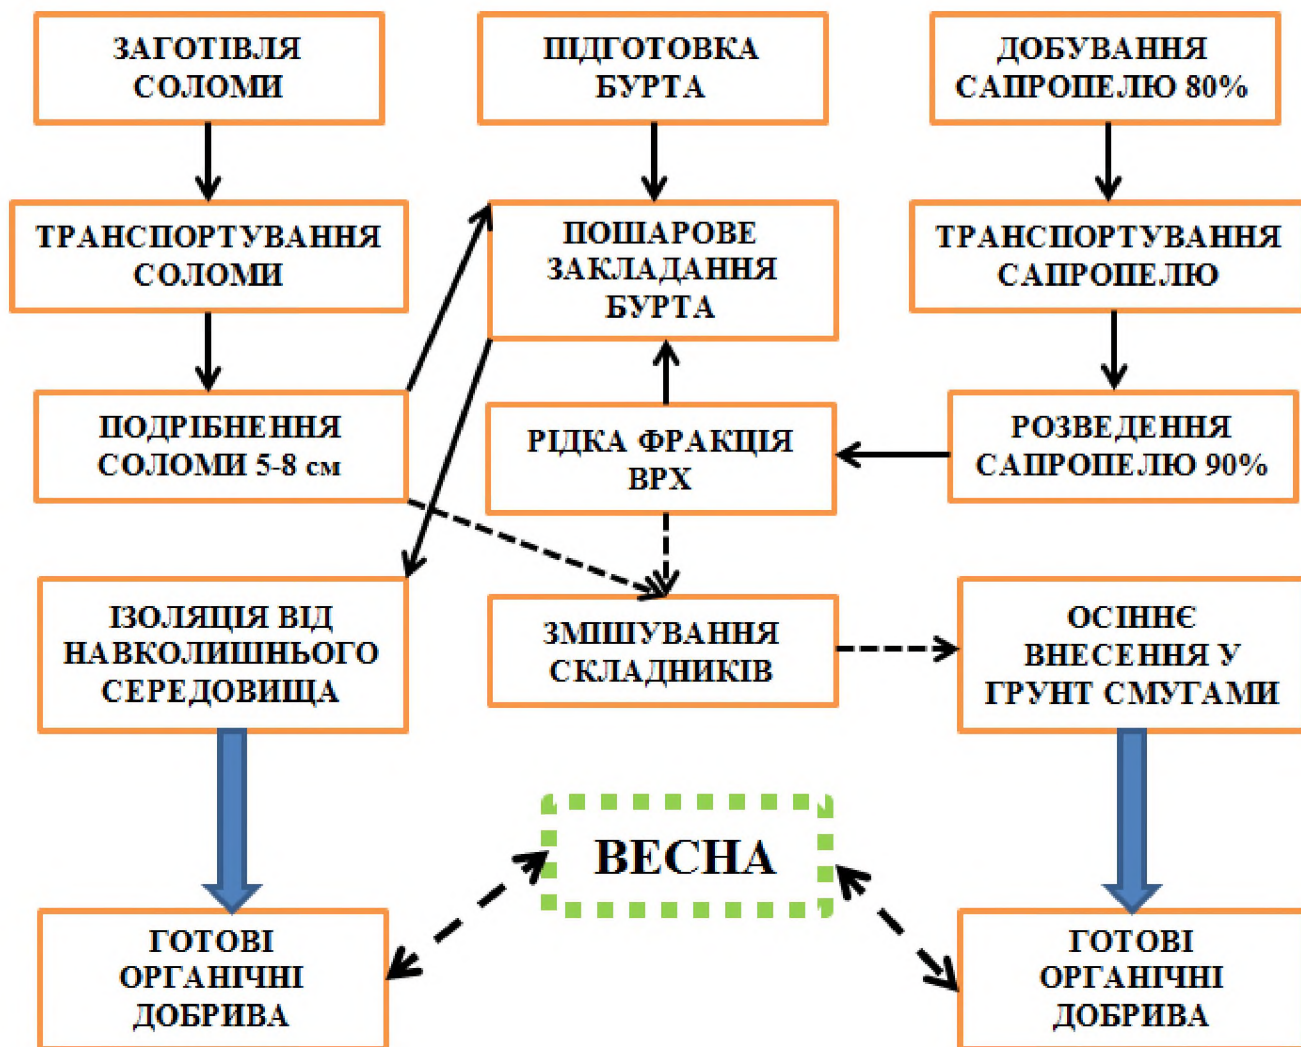 ЗАГОТІВЛЯ
СОЛОМИ
ПІДГОТОВКА
БУРТА
ДОБУВАННЯ
САПРОПЕЛЮ 80%
ТРАНСПОРТУВАННЯ
СОЛОМИ
ПОШАРОВЕ
ЗАКЛАДАННЯ
БУРТА
ТРАНСПОРТУВАННЯ
САПРОПЕЛЮ
ПОДРІБНЕННЯ
СОЛОМИ 5-8 см
РІДКА ФРАКЦІЯ
ВРХ
РОЗВЕДЕННЯ
САПРОПЕЛЮ 90%
ІЗОЛЯЦІЯ ВІД
НАВКОЛИШНЬОГО
СЕРЕДОВИЩА
ЗМІШУВАННЯ
СКЛАДНИКІВ
ОСІННЄ
ВНЕСЕННЯ У
ГРУНТ СМУГАМИ
ВЕСНА
ГОТОВІ
ОРГАНІЧНІ
ДОБРИВА
ГОТОВІ
ОРГАНІЧНІ
ДОБРИВА